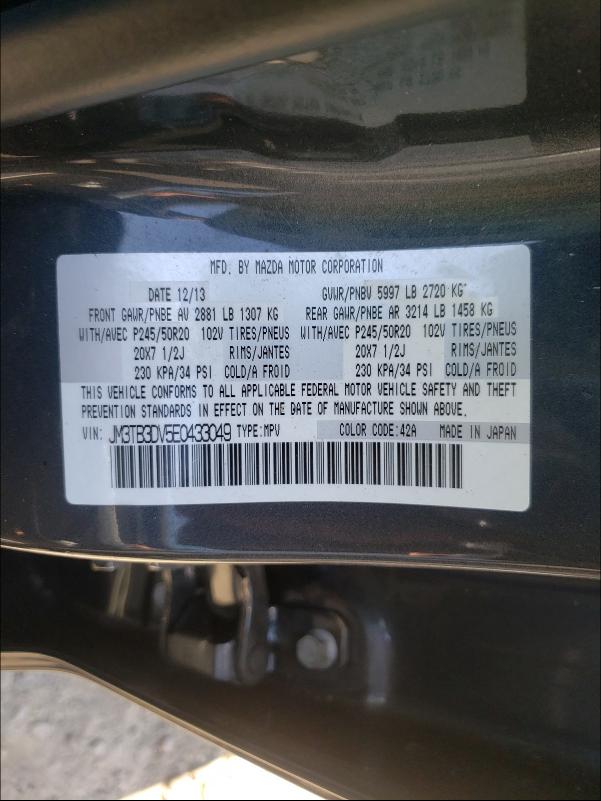 MFD. BY MAZDA MOTOR CORPORATION
DATE 12/13 GVWR/PNBV 5997 LB 2720 KG
FRONT GAWR/PNBE AV 2881 LB 1307 KG REAR GAWR/PNBE AR 3214 LB 1458 KG
WITH/AVEC P245/50R20 102V TIRES/PNEUS WITH/AVEC P245/50R20 102V TIRES/PNEUS
20X7 1/2J RIMS/JANTES 20X7 1/2J RIMS/JANTES
230 KPA/34 PSI COLD/A FROID 230 KPA/34 PSI COLD/A FROID
THIS VEHICLE CONFORMS TO ALL APPLICABLE FEDERAL MOTOR VEHICLE SAFETY AND THEFT
PREVENTION STANDARDS IN EFFECT ON THE DATE OF MANUFACTURE SHOWN ABOVE.
VIN: JM3TB3DV5E0433049 TYPE:MPV COLOR CODE:42A MADE IN JAPAN